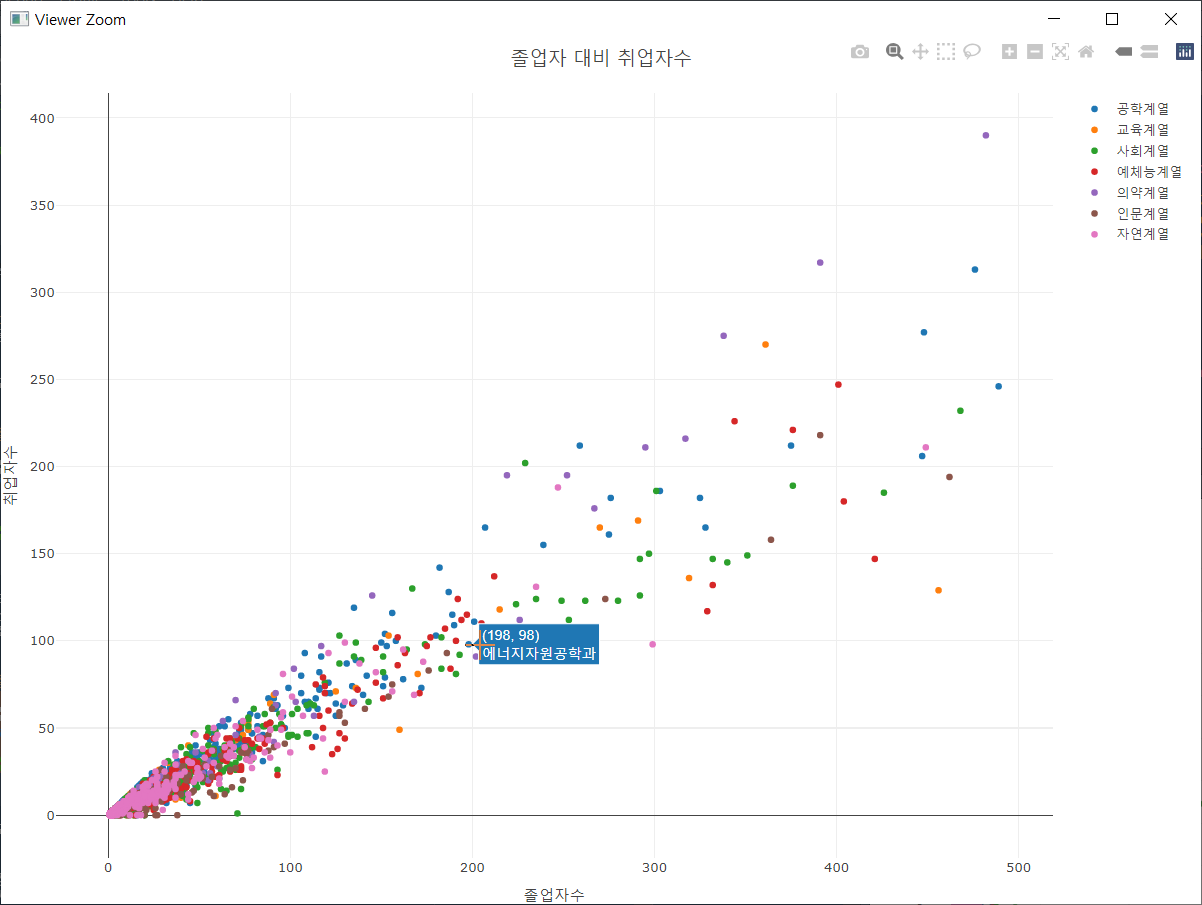 Viewer Zoom
졸업자 대비 취업자수
공학계열
교육계열
사회계열
예체능계열
의약계열
인문계열
자연계열
400
350
300
250
200
150
100
50
0
취업자수
(198, 98)
에너지자원공학과
0
100
200
300
400
500
졸업자수